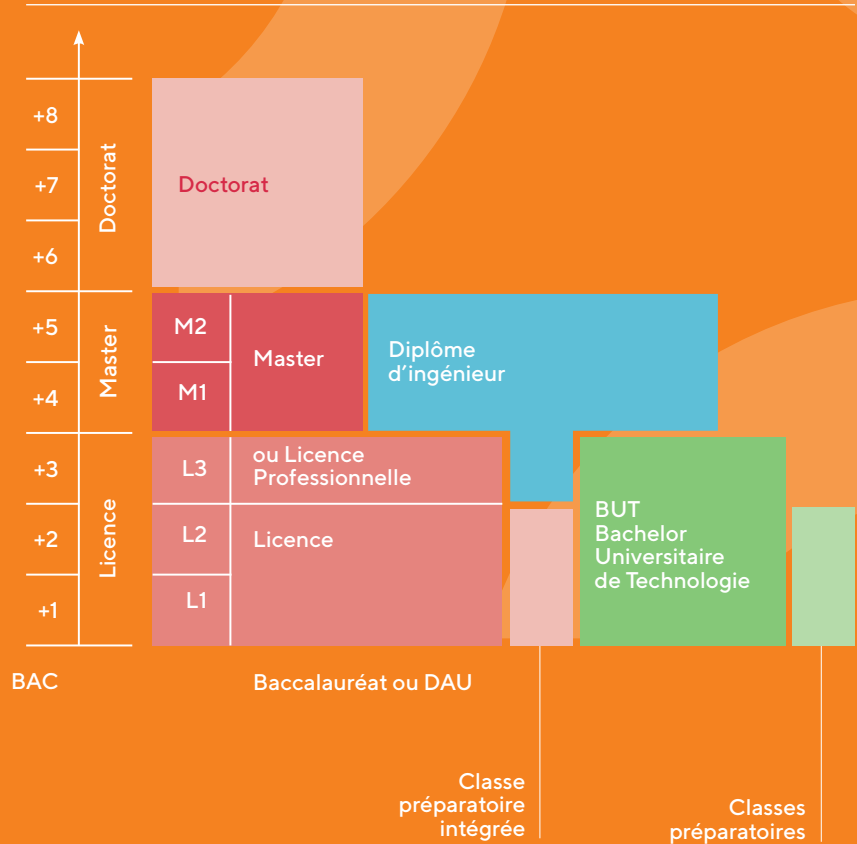 +8
+7
+6
+5
+4
+3
+2
+1
BAC
Doctorat
Master
Licence
Doctorat
M2
M1
Master
Diplôme
d’ingénieur
L3
ou Licence
Professionnelle
L2
Licence
L1
BUT
Bachelor
Universitaire
de Technologie
Baccalauréat ou DAU
Classe
préparatoire
intégrée
Classes
préparatoires